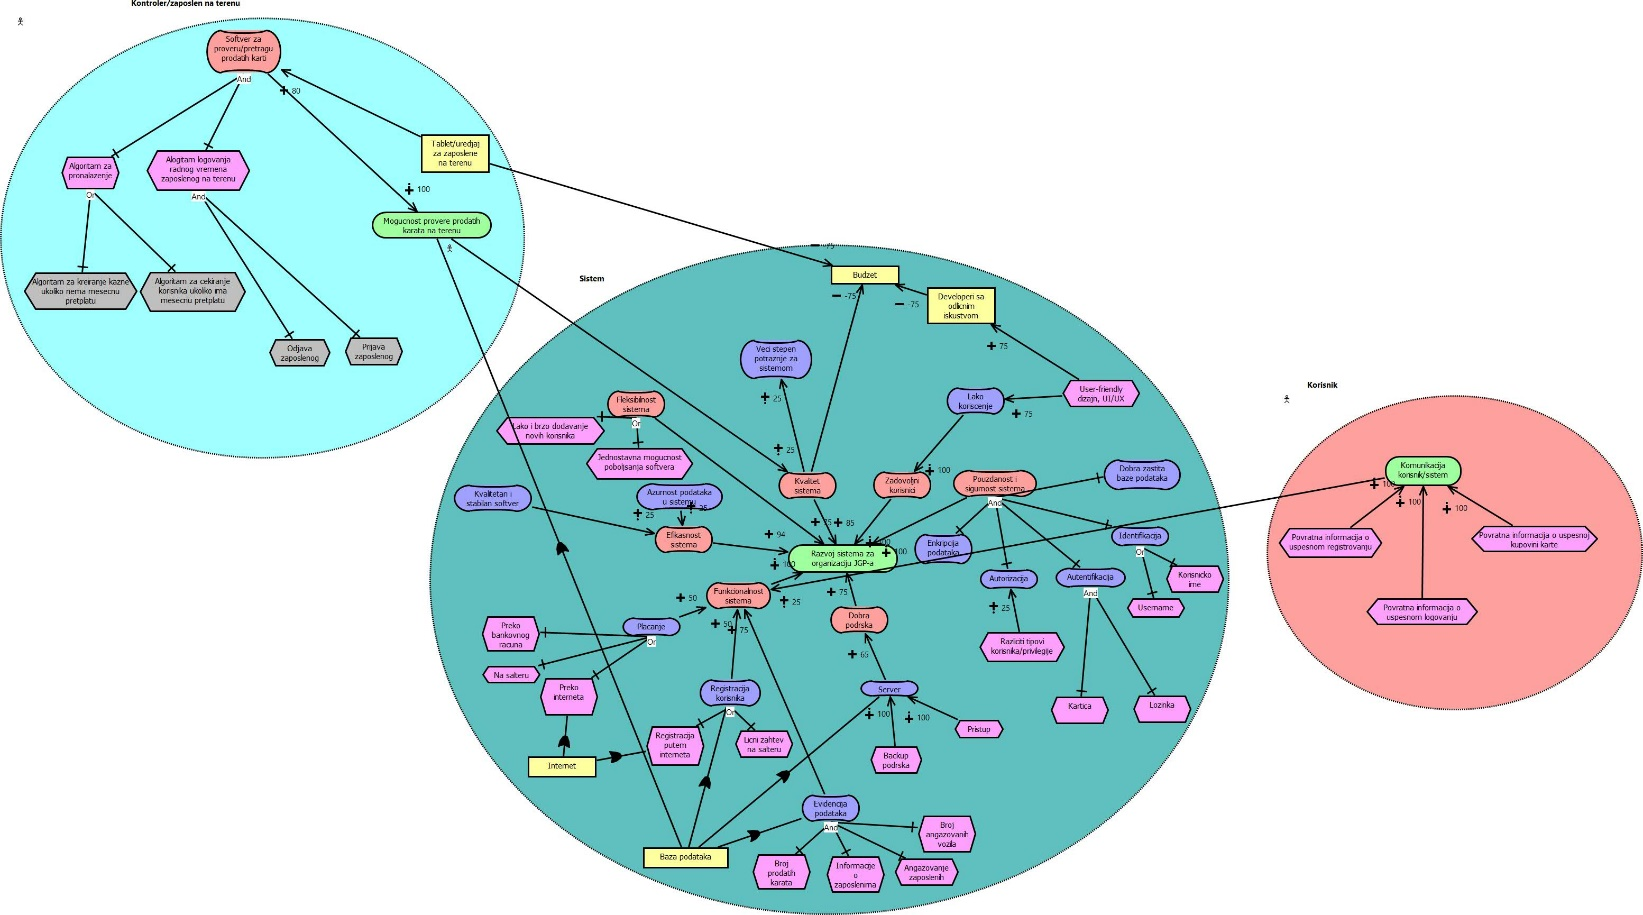 Kontroler/zaposlen na terenu
Softver za
proveru/pretragu
prodatih karti
And
80
Tablet/uredjaj
za zaposlene
na terenu
Algoritam za
pronalazenje
Or
Alogitam logovanja
radnog vremena
zaposlenog na terenu
And
100
Mogucnost provere prodatih
karata na terenu
Algoritam za kreiranje kazne
ukoliko nema mesecnu
pretplatu
Algoritam za cekiranje
korisnika ukoliko ima
mesecnu pretplatu
Odjava
zaposlenog
Prijava
zaposlenog
Sistem
-75
Budzet
-75
-75
Developeri sa
odlicnim
iskustvom
75
Veci stepen
potraznje za
sistemom
25
25
User-friendly
dizajn, UI/UX
Lako
koriscenje
75
100
Fleksibilnost
sistema
Or
Lako i brzo dodavanje
novih korisnika
Jednostavna mogucnost
poboljsanja softvera
Kvalitet
sistema
Zadovoljni
korisnici
Pouzdanost i
sigurnost sistema
And
Dobra zastita
baze podataka
Kvalitetan i
stabilan softver
Azurnost podataka
u sistemu
25
25
Efikasnost
sistema
94
75
85
100
100
100
Razvoj sistema za
organizaciju JGP-a
Enkripcija
podataka
Identifikacija
Or
Autorizacija
25
Autentifikacija
And
Korisnicko
ime
Username
Raziciti tipovi
korisnika/privilegije
Kartica
Lozinka
Funkcionalnost
sistema
25
75
Dobra
podrska
65
50
50
75
Placanje
Or
Preko
bankovnog
racuna
Na salteru
Preko
interneta
Internet
Registracija
korisnika
Or
Registracija
putem
interneta
Licni zahtev
na salteru
Server
100
100
Pristup
Backup
podrska
Evidencija
podataka
And
Baza podataka
Broj
prodatih
karata
Informacije
o
zaposlenima
Angazovanje
zaposlenih
Broj
angazovanih
vozila
Korisnik
Komunikacija
korisnik/sistem
100
100
100
Povratna informacija o
uspesnom registrovanju
Povratna informacija o uspesnoj
kupovini karte
Povratna informacija o
uspesnom logovanju